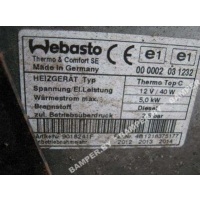 Webasto CE e1 e1
Thermo & Comfort SE 00 0002 03 1232
Made in Germany
HEIZGERÄT Typ Thermo Top C
Spannung/El.Leistung 12 V / 40 W
Wärmestrom max. 5,0 kW
Brennstoff Diesel
zul. Betriebsüberdruck 2,5 bar
2012 2013 2014